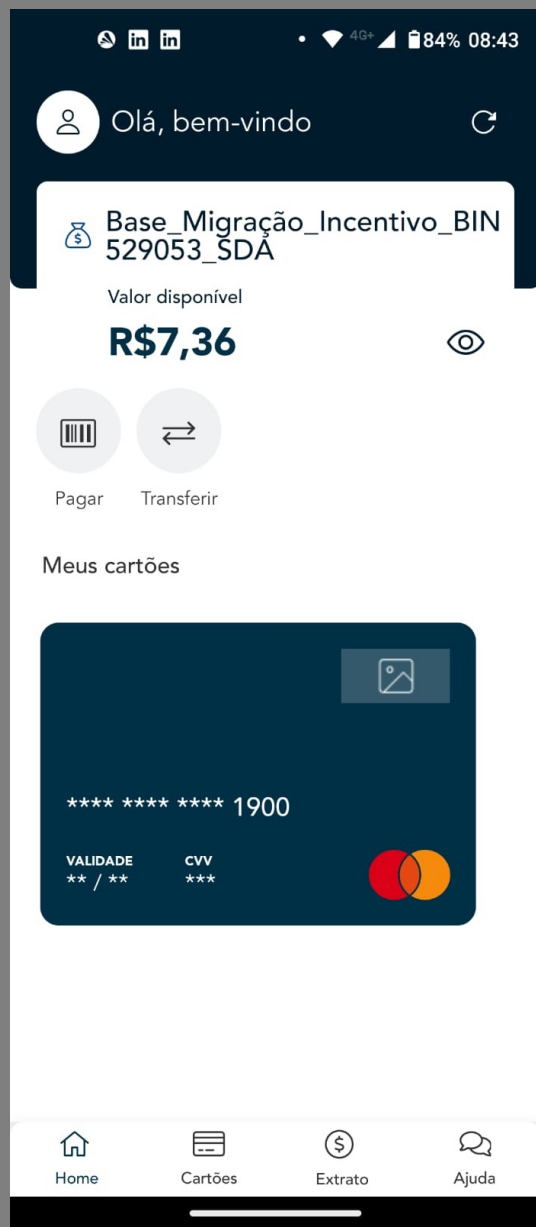 4G+ 84% 08:43
Olá, bem-vindo
Base_Migração_Incentivo_BIN
529053_SDA
Valor disponível
R$7,36
Pagar Transferir
Meus cartões
**** **** **** 1900
VALIDADE CVV
** / ** ***
Home Cartões Extrato Ajuda